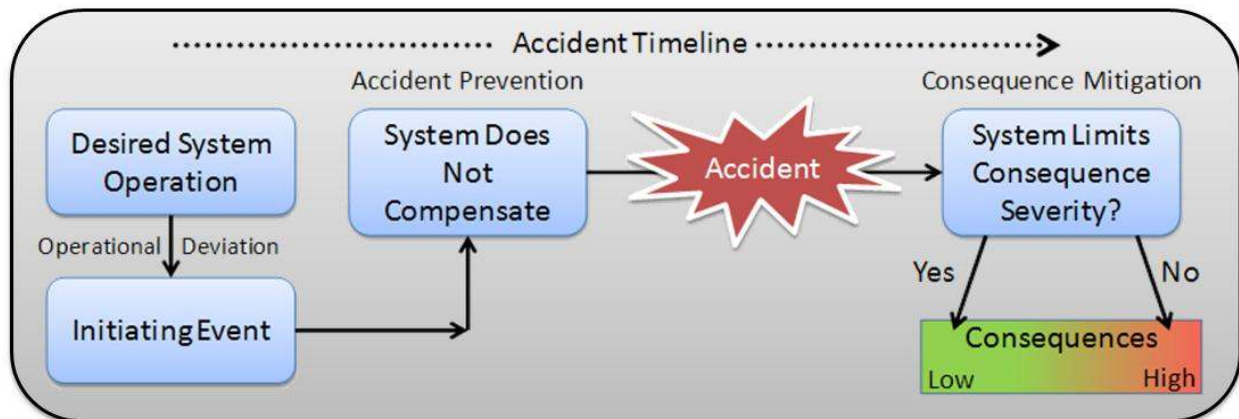 Accident Timeline
Accident Prevention
Consequence Mitigation
Desired System
Operation
System Does
Not
Compensate
Accident
System Limits
Consequence
Severity?
Operational Deviation
Initiating Event
Yes
No
Consequences
Low
High